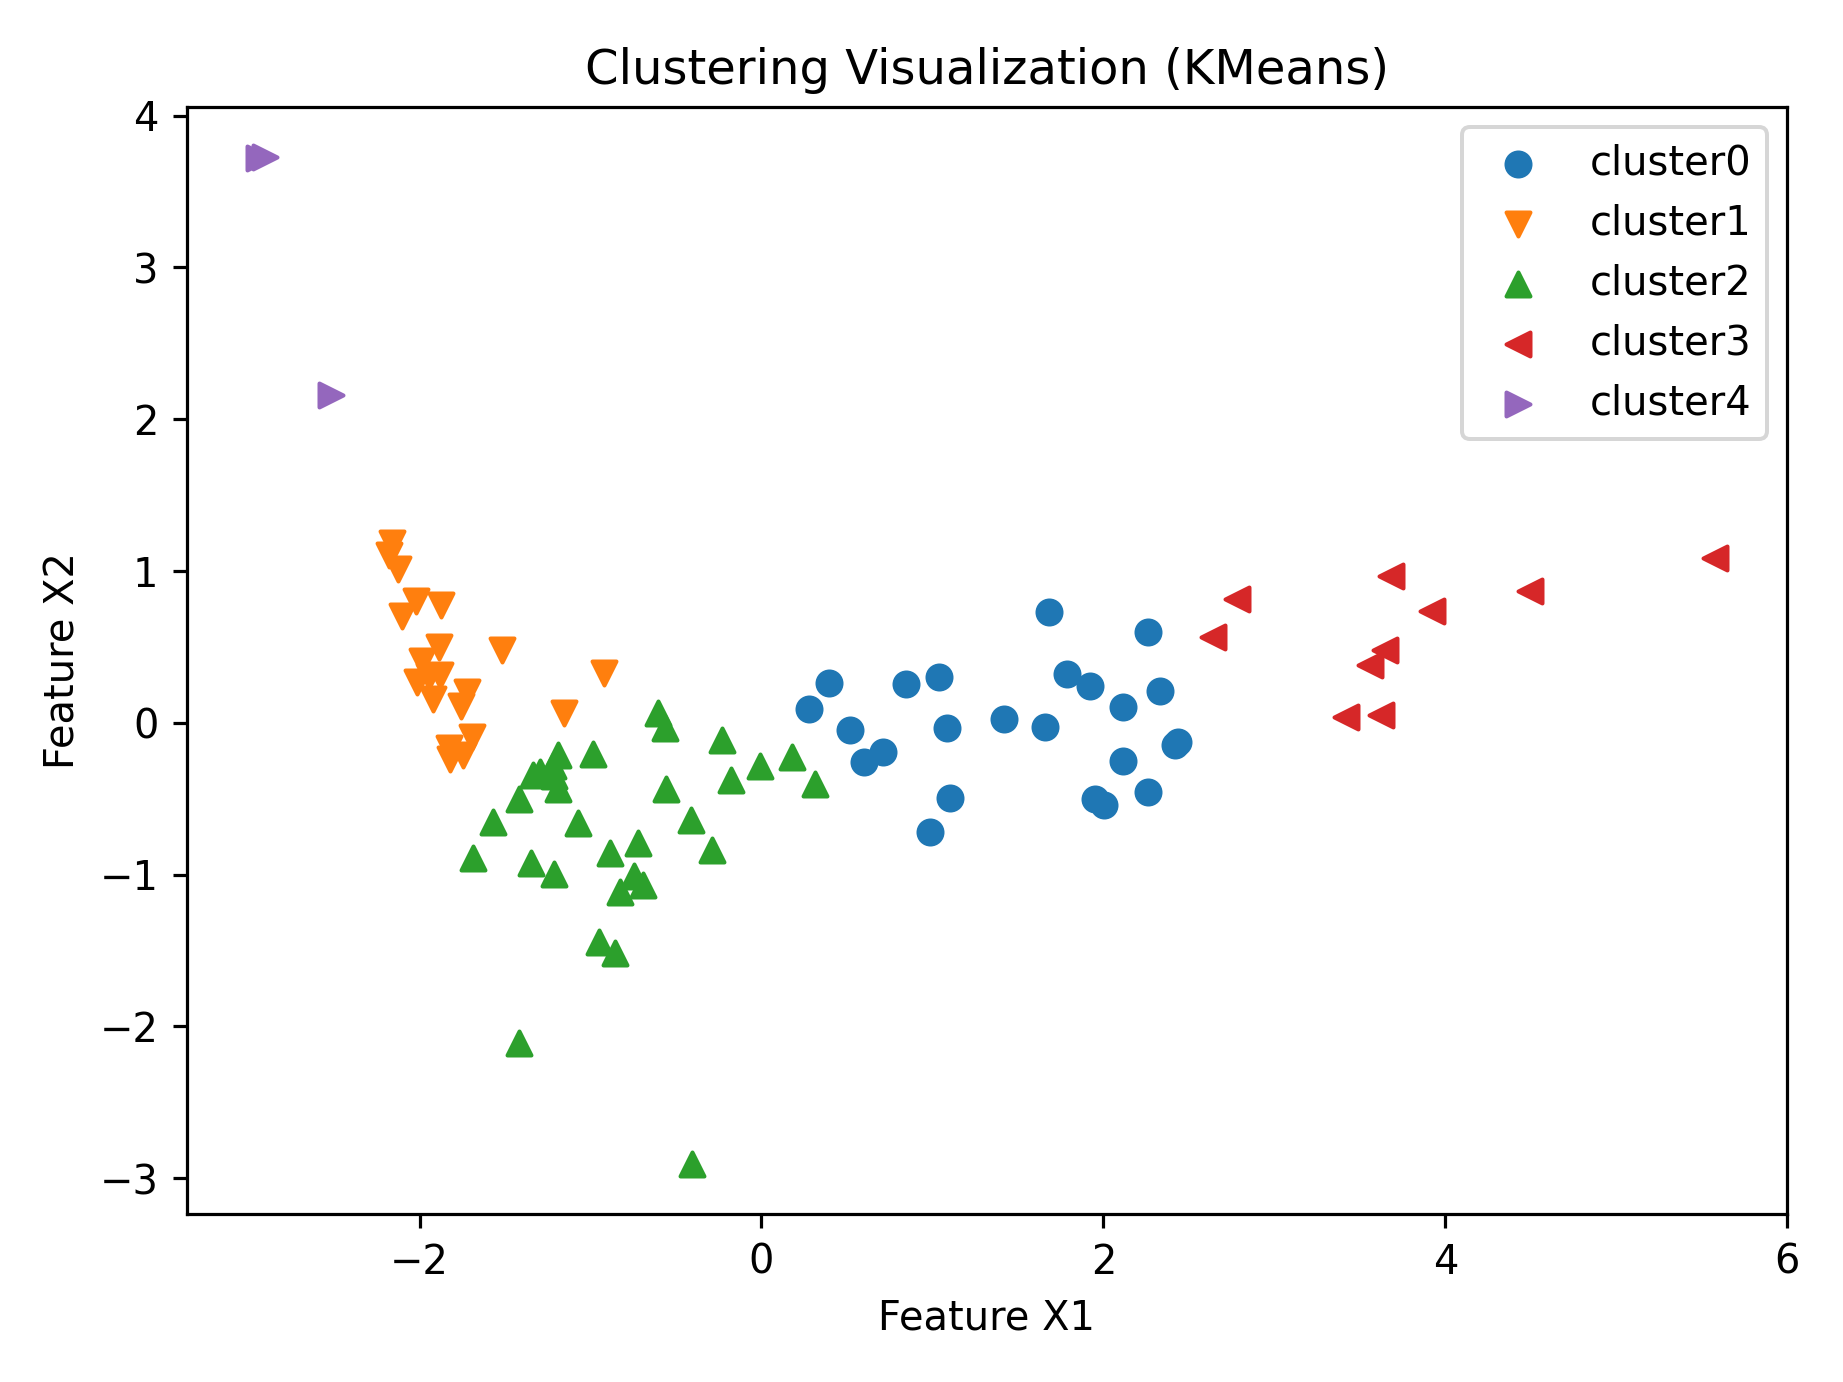 Clustering Visualization (KMeans)
4
3
2
1
0
−1
−2
−3
Feature X2
cluster0
cluster1
cluster2
cluster3
cluster4
−2
0
2
4
6
Feature X1